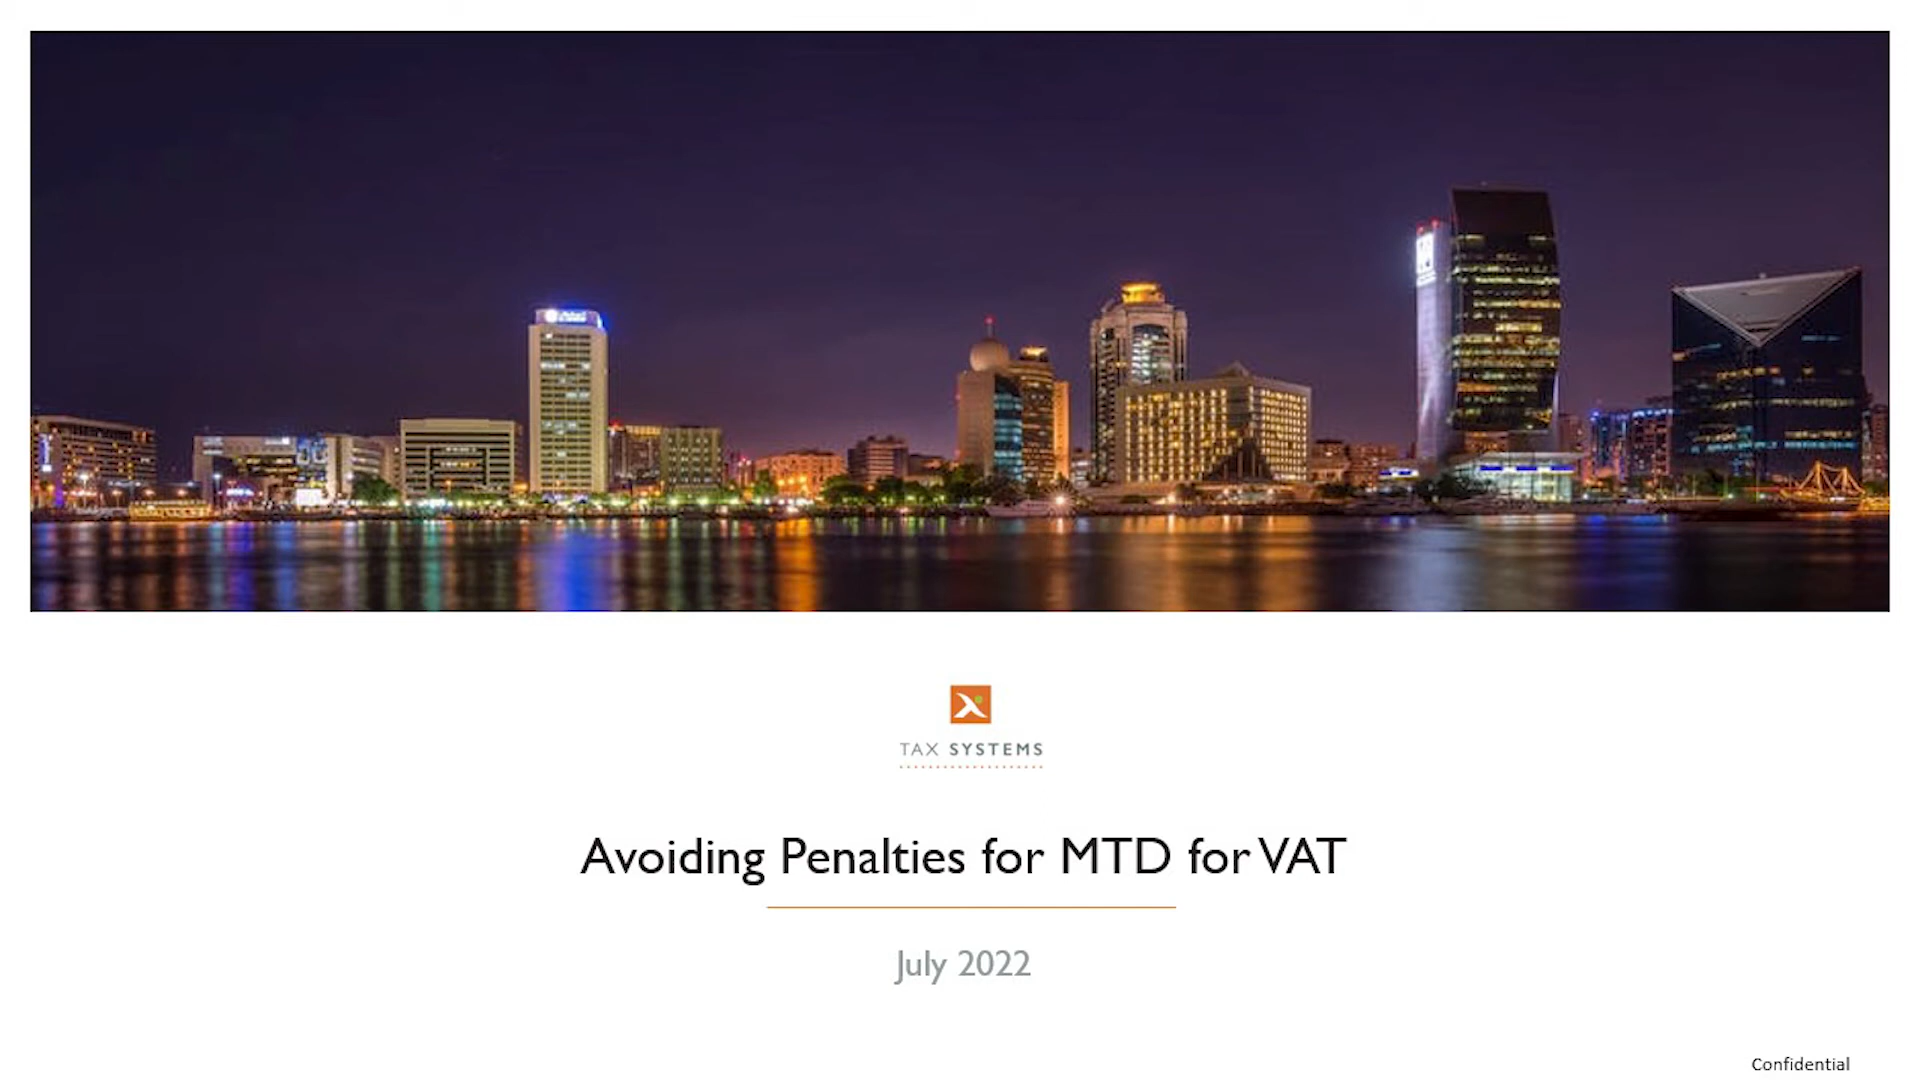 TAX SYSTEMS
Avoiding Penalties for MTD for VAT
July 2022
Confidential